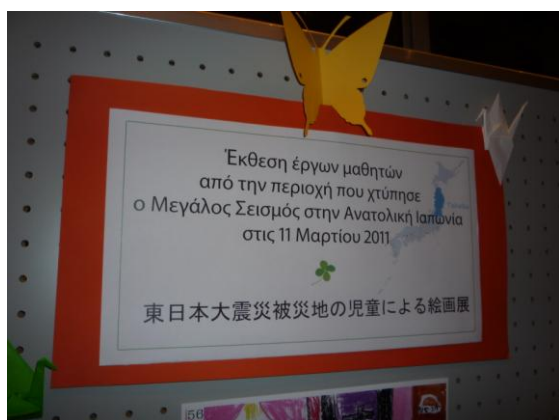 Έκθεση έργων μαθητών
από την περιοχή που χτύπησε
ο Μεγάλος Σεισμός στην Ανατολική Ιαπωνία
στις 11 Μαρτίου 2011
東日本大震災被災地の児童による絵画展
56